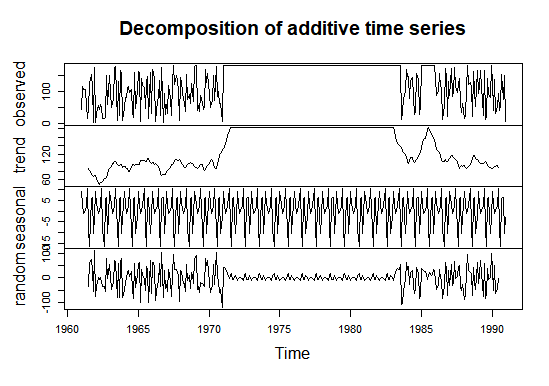 Decomposition of additive time series
observed
0 100
trend
60 120
seasonal
-15 -5 5
random
-100 0 100
1960 1965 1970 1975 1980 1985 1990
Time